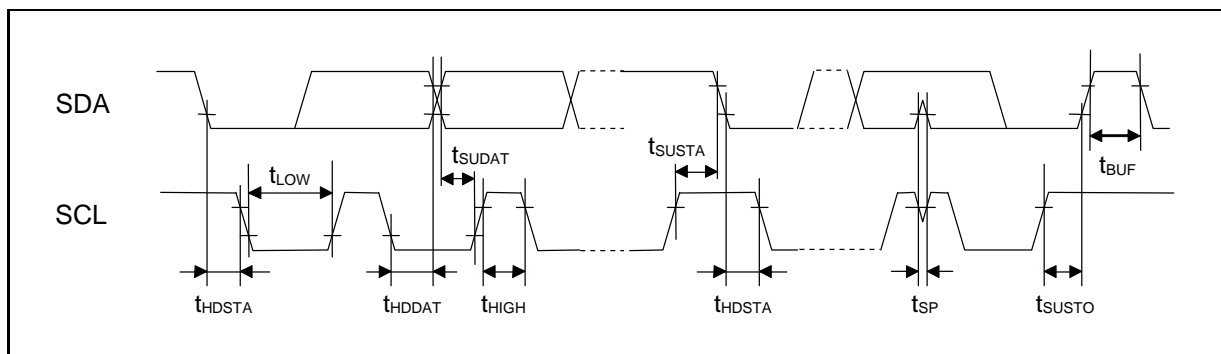 SDA
tSUDAT
tSUSTA
tBUF
tLOW
SCL
tHDSTA
tHDDAT
tHIGH
tHDSTA
tSP
tSUSTO